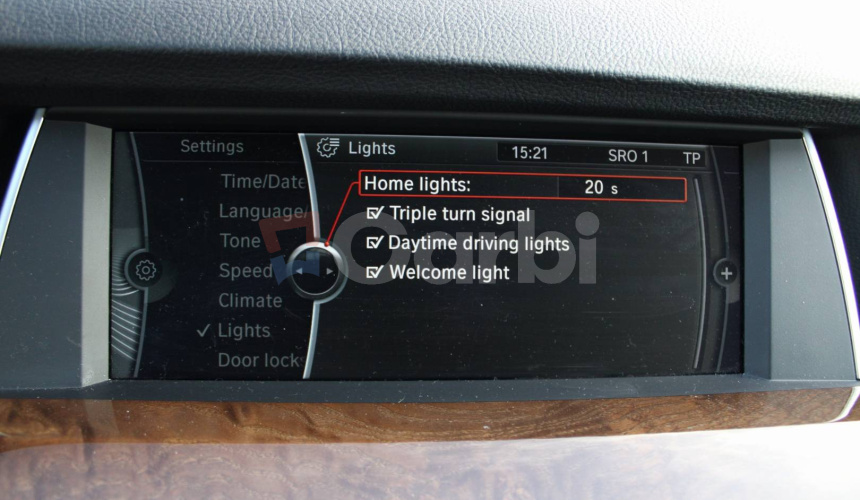 Settings
Lights
15:21
SRO 1
TP
Time/Date
Language/
Tone
Speed
Climate
Lights
Door lock
Home lights: 20 s
Triple turn signal
Daytime driving lights
Welcome light
Carbi